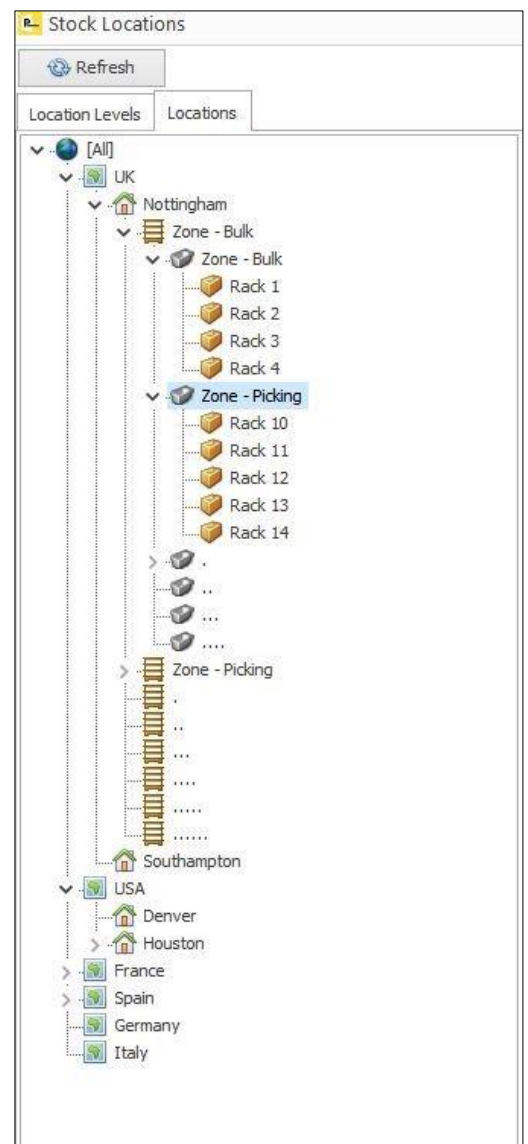 Stock Locations
Refresh
Location Levels Locations
[All]
UK
Nottingham
Zone - Bulk
Zone - Bulk
Rack 1
Rack 2
Rack 3
Rack 4
Zone - Picking
Rack 10
Rack 11
Rack 12
Rack 13
Rack 14
.
..
...
....
Zone - Picking
.
..
...
....
.....
......
Southampton
USA
Denver
Houston
France
Spain
Germany
Italy